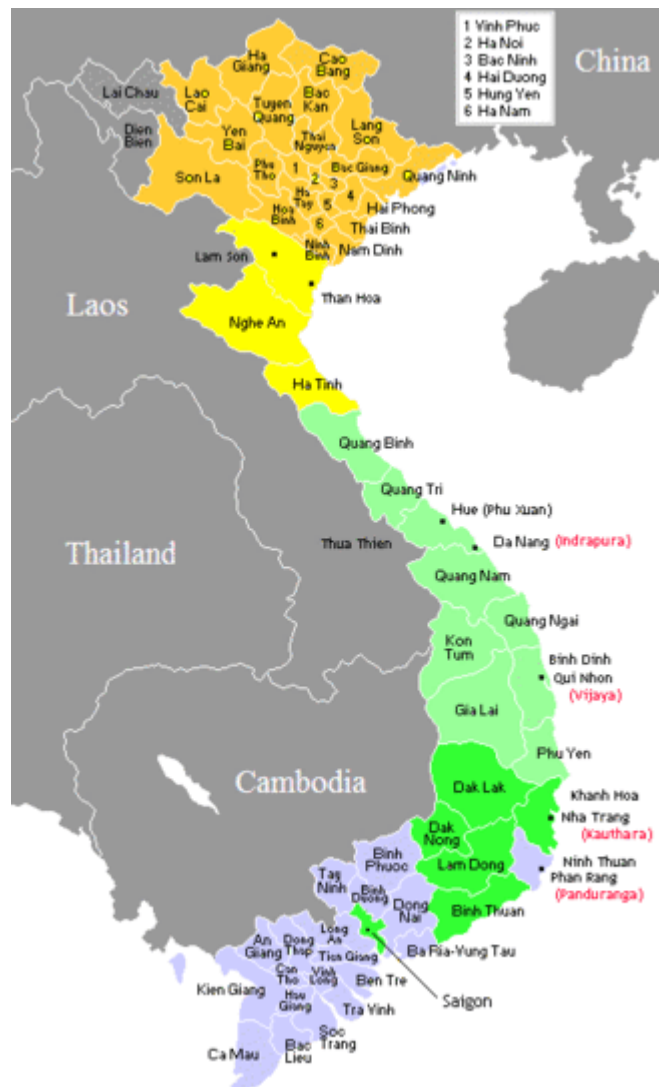 1 Vinh Phuc
2 Ha Noi
3 Bac Ninh
4 Hai Duong
5 Hung Yen
6 Ha Nam
China
Ha
Giang
Cao
Bang
Lai Chau
Lao
Cai
Tuyen
Quang
Bac
Kan
Dien
Bien
Yen
Bai
Thai
Nguyen
Lang
Son
Son La
Phu
Tho
1
2
3
Bac Giang
4
Quang Ninh
Ha
Tay
5
Hoa
Binh
6
Hai Phong
Thai Binh
Ninh
Binh
Nam Dinh
Lam Son
Than Hoa
Laos
Nghe An
Ha Tinh
Quang Binh
Quang Tri
Hue (Phu Xuan)
Thailand
Thua Thien
Da Nang (Indrapura)
Quang Nam
Quang Ngai
Kon
Tum
Binh Dinh
Qui Nhon
(Vijaya)
Gia Lai
Phu Yen
Cambodia
Dak Lak
Khanh Hoa
Nha Trang
(Kauthara)
Dak
Nong
Binh
Phuoc
Lam Dong
Ninh Thuan
Phan Rang
(Panduranga)
Tay
Ninh
Binh
Duong
Dong
Nai
Binh Thuan
An
Giang
Dong
Thap
Long
An
Tien Giang
Ba Ria-Vung Tau
Kien Giang
Can
Tho
Vinh
Long
Ben Tre
Hau
Giang
Tra Vinh
Saigon
Soc
Trang
Ca Mau
Bac
Lieu